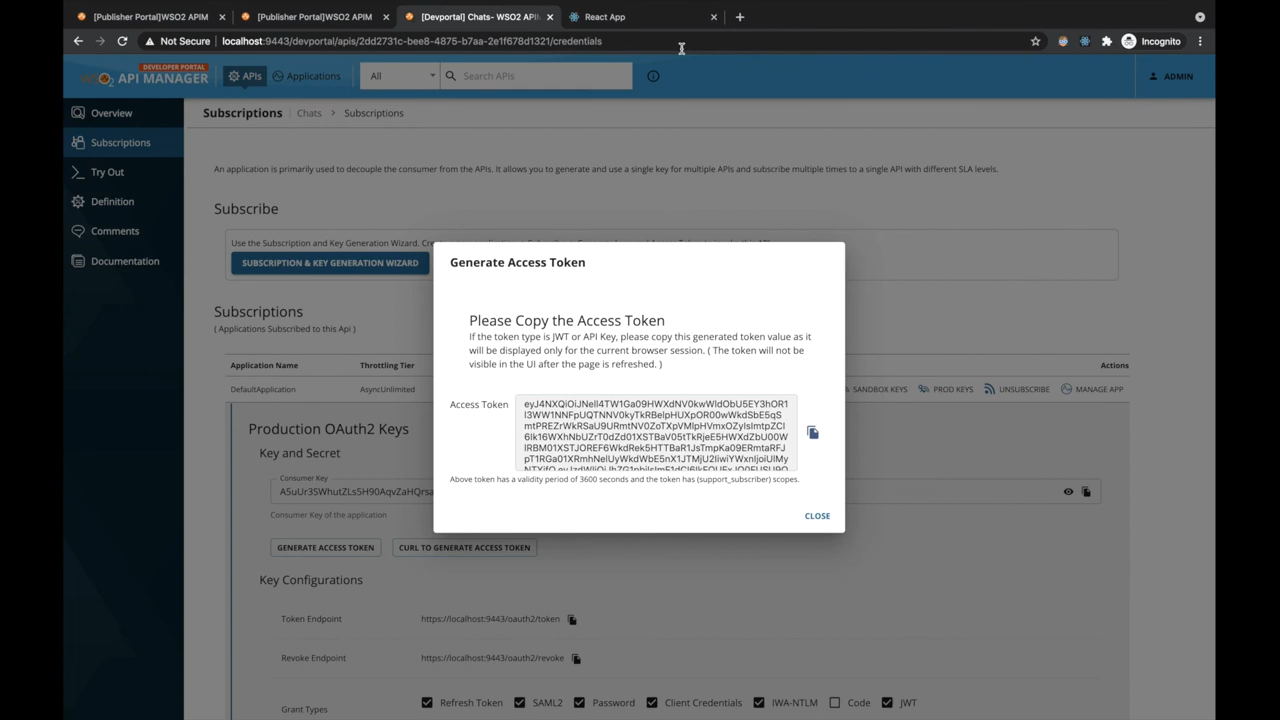 [Publisher Portal]WSO2 APIM
[Publisher Portal]WSO2 APIM
[Devportal] Chats- WSO2 APIM
React App
Not Secure
localhost:9443/devportal/apis/2dd2731c-bee8-4875-b7aa-2e1f678d1321/credentials
Incognito
DEVELOPER PORTAL
WSO2 API MANAGER
APIs
Applications
All
Search APIs
ADMIN
Overview
Subscriptions
Try Out
Definition
Comments
Documentation
Subscriptions
Chats > Subscriptions
An application is primarily used to decouple the consumer from the APIs. It allows you to generate and use a single key for multiple APIs and subscribe multiple times to a single API with different SLA levels.
Subscribe
Use the Subscription and Key Generation Wizard.
SUBSCRIPTION & KEY GENERATION WIZARD
Subscriptions
( Applications Subscribed to this Api )
Application Name
Throttling Tier
Actions
DefaultApplication
AsyncUnlimited
SANDBOX KEYS
PROD KEYS
UNSUBSCRIBE
MANAGE APP
Production OAuth2 Keys
Key and Secret
Consumer Key
A5uUr3SWhutZLs5H90AqvZaHQrsa
Consumer Key of the application
GENERATE ACCESS TOKEN
CURL TO GENERATE ACCESS TOKEN
Key Configurations
Token Endpoint
https://localhost:9443/oauth2/token
Revoke Endpoint
https://localhost:9443/oauth2/revoke
Grant Types
Refresh Token
SAML2
Password
Client Credentials
IWA-NTLM
Code
JWT
Generate Access Token
Please Copy the Access Token
If the token type is JWT or API Key, please copy this generated token value as it
will be displayed only for the current browser session. ( The token will not be
visible in the UI after the page is refreshed. )
Access Token
Above token has a validity period of 3600 seconds and the token has (support_subscriber) scopes.
CLOSE